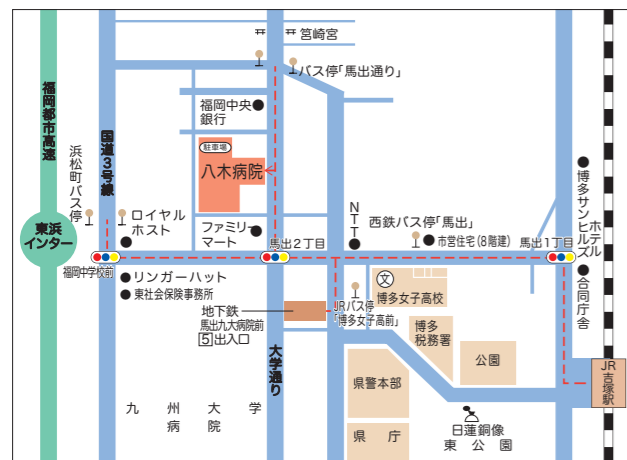 筥崎宮
バス停「馬出通り」
福岡都市高速
国道3号線
浜松町バス停
福岡中央
銀行
駐車場
八木病院
ロイヤル
ホスト
ファミリー
マート
NTT
西鉄バス停「馬出」
市営住宅(8階建)
博多サンヒルズ
ホテル
合同庁舎
東浜
インター
福岡中学校前
馬出2丁目
馬出1丁目
リンガーハット
東社会保険事務所
地下鉄
馬出九大病院前
5出入口
JRバス停
「博多女子高前」
文
博多女子高校
博多
税務署
公園
大学通り
県警本部
県庁
JR
吉塚駅
九州大学
病院
日蓮銅像
東公園